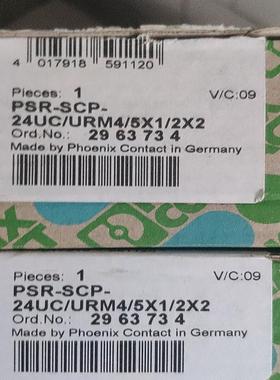 4 017918 591120
Pieces: 1 V/C:09
PSR-SCP-
24UC/URM4/5X1/2X2
Ord.No.: 29 63 73 4
Made by Phoenix Contact in Germany
Pieces: 1 V/C:09
PSR-SCP-
24UC/URM4/5X1/2X2
Ord.No.: 29 63 73 4
Made by Phoenix Contact in Germany